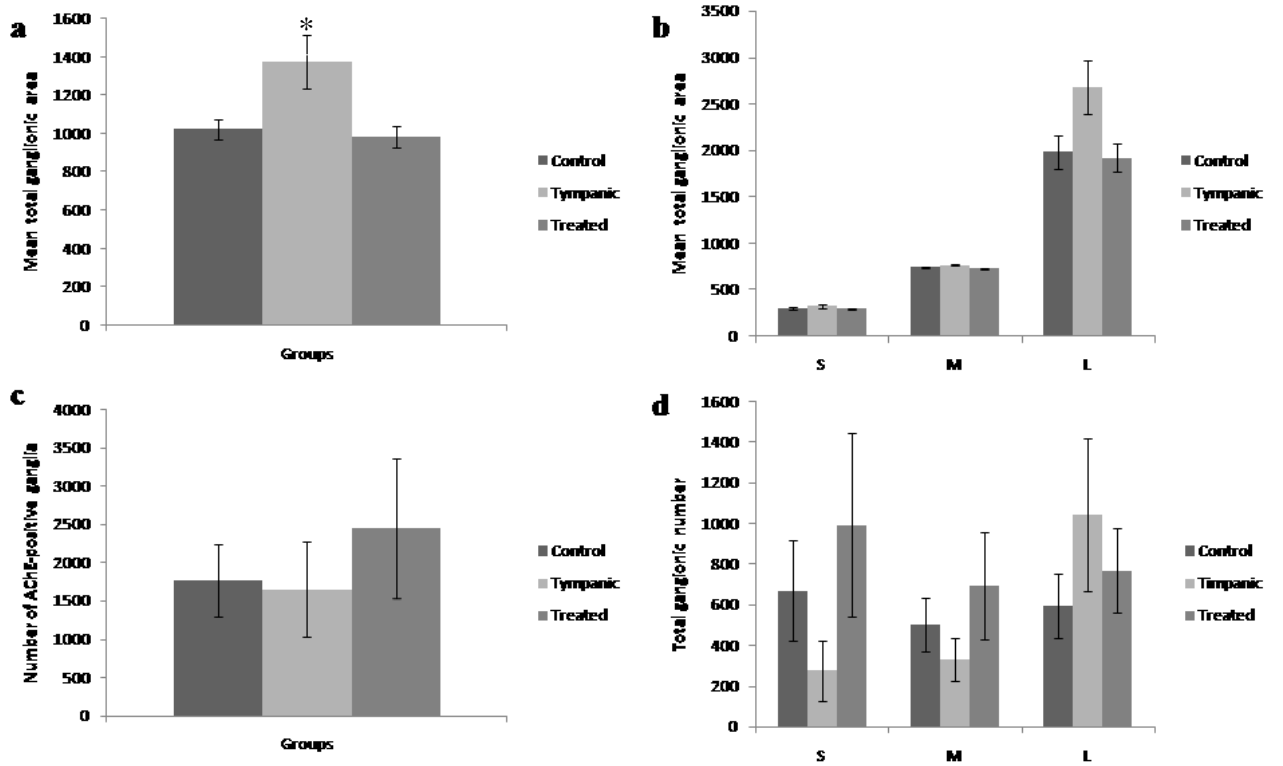 a
*
Mean total ganglionic area
1600
1400
1200
1000
800
600
400
200
0
Groups
Control
Tympanic
Treated
b
Mean total ganglionic area
3500
3000
2500
2000
1500
1000
500
0
S M L
Control
Tympanic
Treated
c
Number of AChE-positive ganglia
4000
3500
3000
2500
2000
1500
1000
500
0
Groups
Control
Tympanic
Treated
d
Total ganglionic number
1600
1400
1200
1000
800
600
400
200
0
S M L
Control
Timpanic
Treated